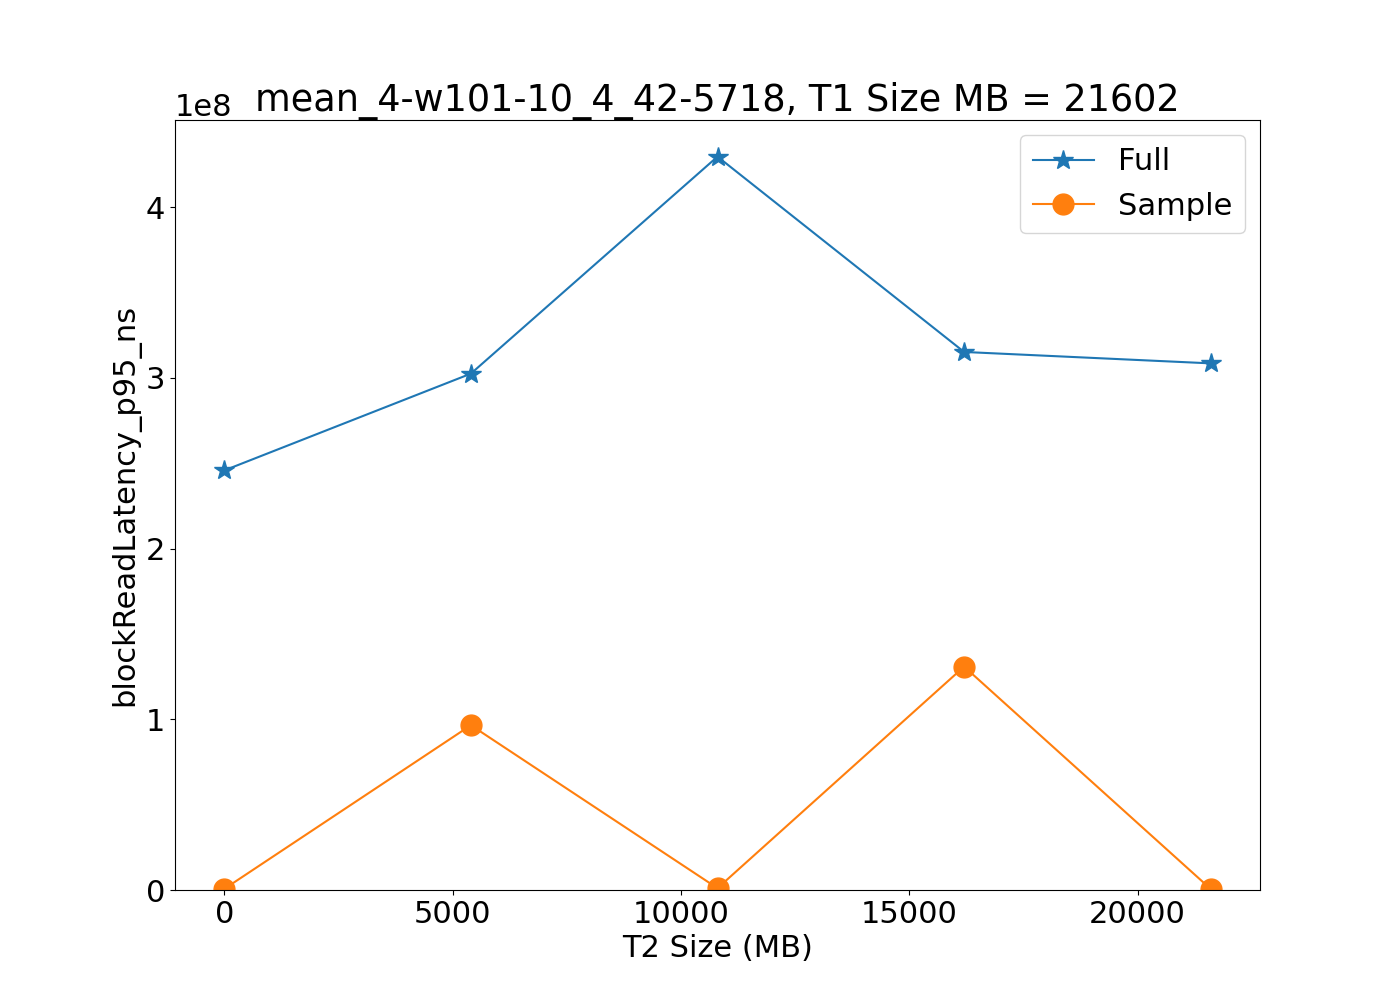 1e8
mean_4-w101-10_4_42-5718, T1 Size MB = 21602
Full
Sample
4
3
2
1
0
blockReadLatency_p95_ns
0 5000 10000 15000 20000
T2 Size (MB)